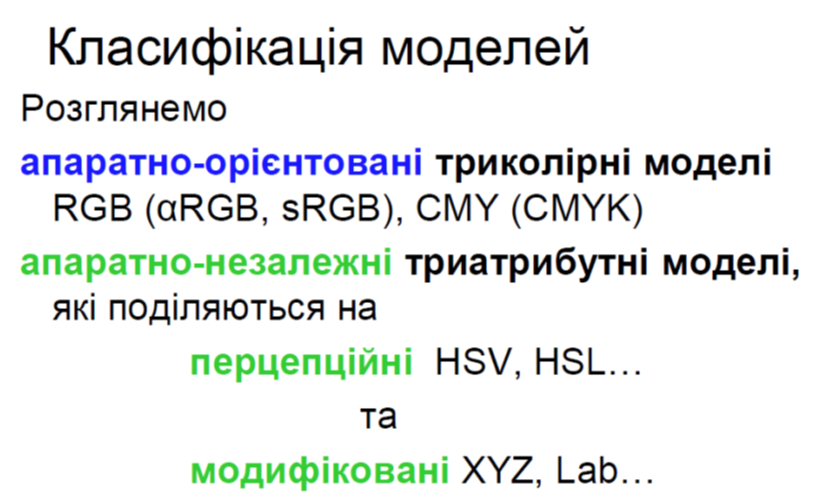 Класифікація моделей
Розглянемо
апаратно-орієнтовані триколірні моделі
RGB (αRGB, sRGB), CMY (CMYK)
апаратно-незалежні триатрибутні моделі,
які поділяються на
перцепційні HSV, HSL...
та
модифіковані XYZ, Lab...